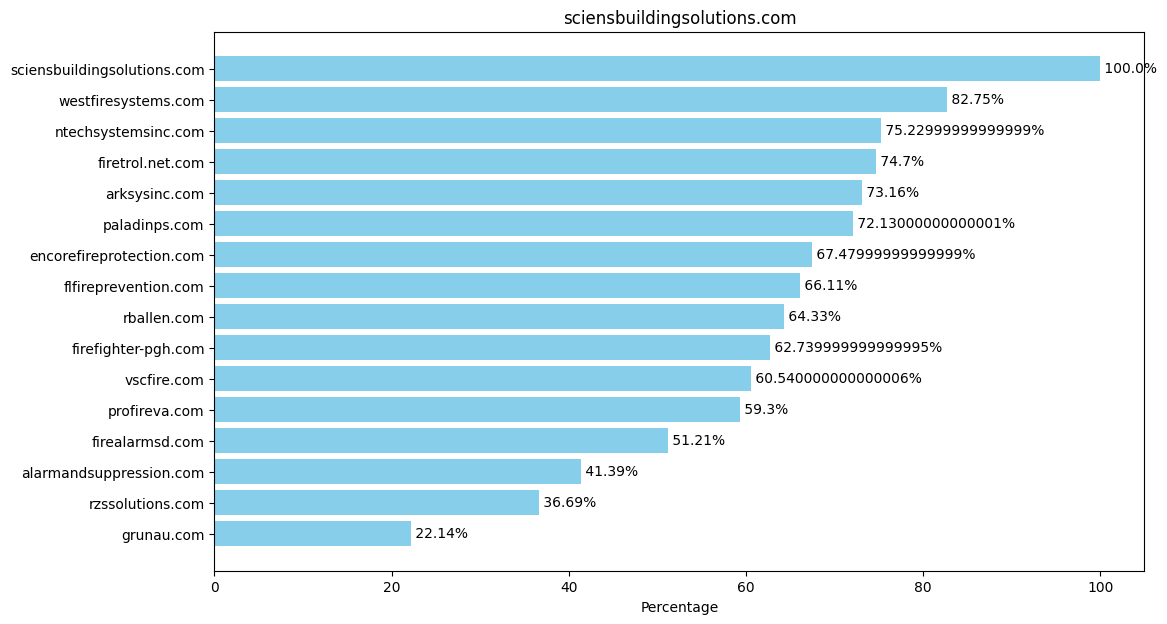 sciensbuildingsolutions.com
sciensbuildingsolutions.com 100.0%
westfiresystems.com 82.75%
ntechsystemsinc.com 75.22999999999999%
firetrol.net.com 74.7%
arksysinc.com 73.16%
paladinps.com 72.13000000000001%
encorefireprotection.com 67.47999999999999%
flfireprevention.com 66.11%
rballen.com 64.33%
firefighter-pgh.com 62.739999999999995%
vscfire.com 60.540000000000006%
profireva.com 59.3%
firealarmsd.com 51.21%
alarmandsuppression.com 41.39%
rzssolutions.com 36.69%
grunau.com 22.14%
0 20 40 60 80 100
Percentage